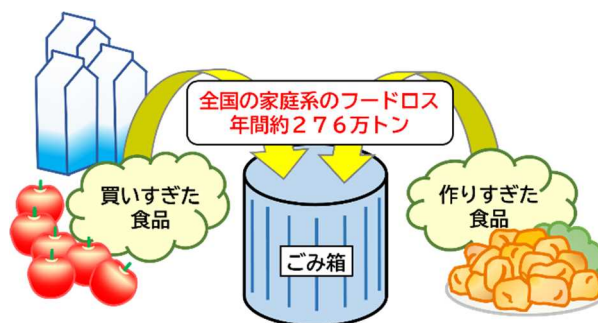 全国の家庭系のフードロス
年間約２７６万トン
買いすぎた
食品
作りすぎた
食品
ごみ箱